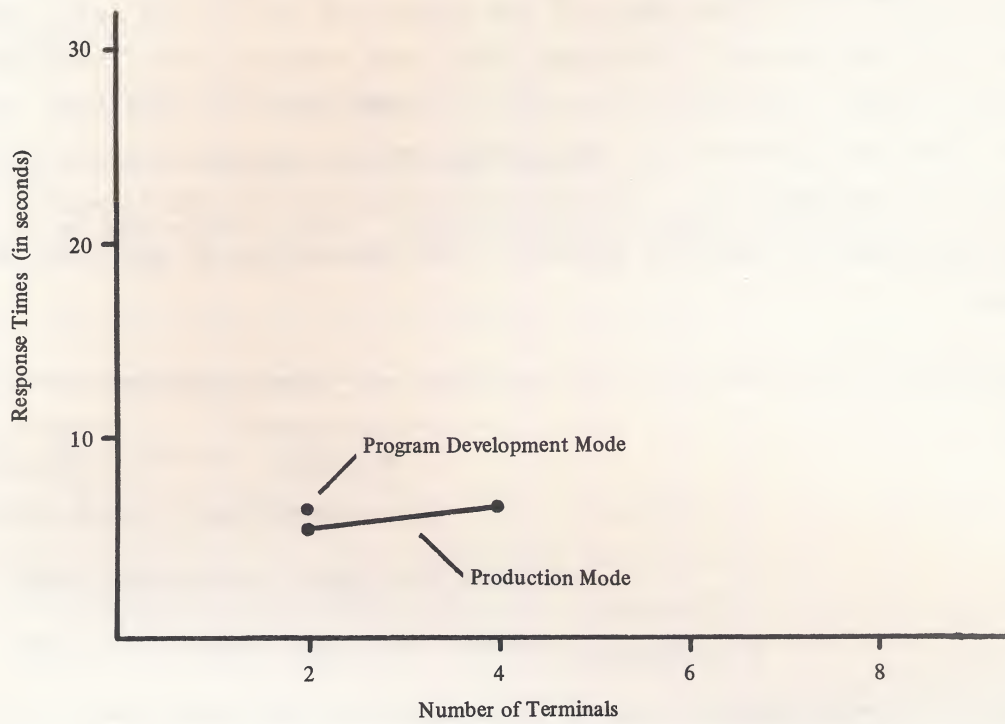 30
20
10
Response Times (in seconds)
Program Development Mode
Production Mode
2 4 6 8
Number of Terminals